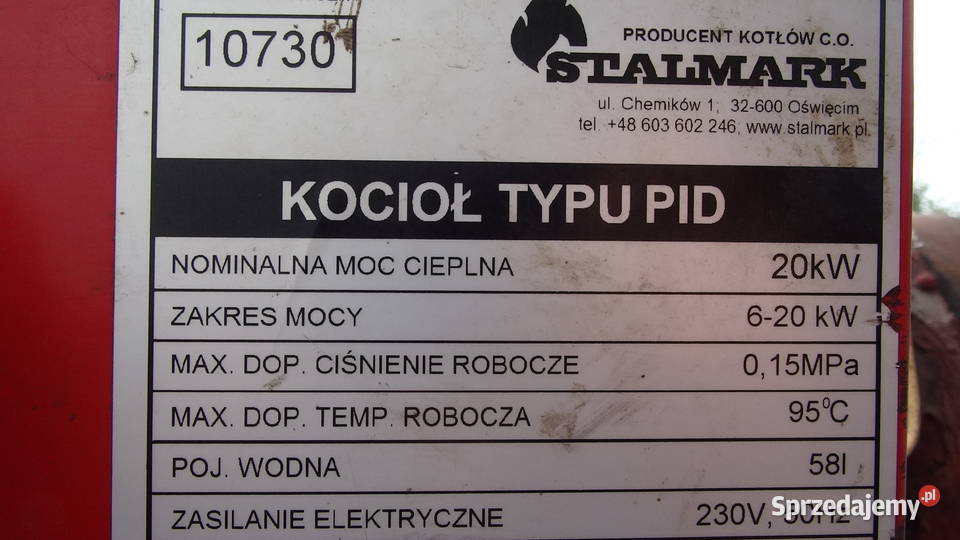 10730
PRODUCENT KOTŁÓW C.O.
STALMARK
ul. Chemików 1; 32-600 Oświęcim
tel. +48 603 602 246; www.stalmark.pl
KOCIOŁ TYPU PID
NOMINALNA MOC CIEPLNA 20kW
ZAKRES MOCY 6-20 kW
MAX. DOP. CIŚNIENIE ROBOCZE 0,15MPa
MAX. DOP. TEMP. ROBOCZA 95°C
POJ. WODNA 58l
ZASILANIE ELEKTRYCZNE 230V,
Sprzedajemy.pl